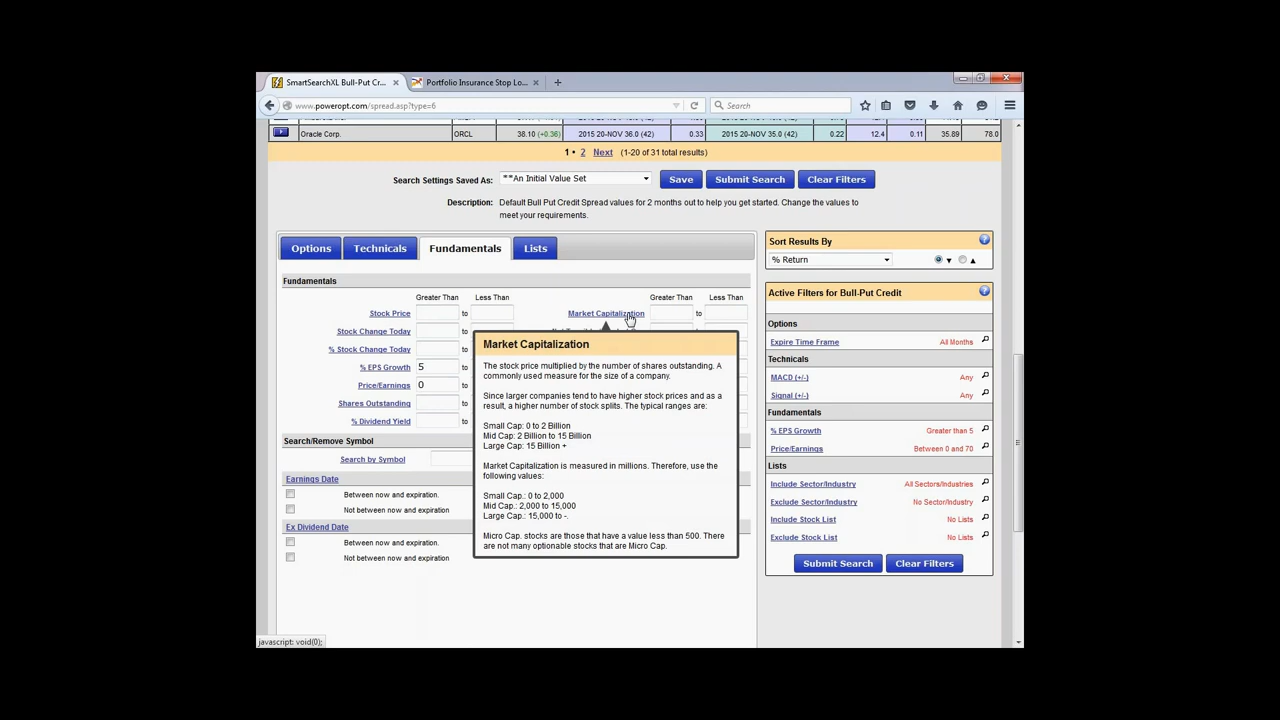 SmartSearchXL Bull-Put Cr...
Portfolio Insurance Stop Lo...
www.poweropt.com/spread.asp?type=6
Search
Oracle Corp. ORCL 38.10 (+0.36) 2015 20-NOV 36.0 (42) 0.33 2015 20-NOV 35.0 (42) 0.22 12.4 0.11 35.89 78.0
1 • 2 Next (1-20 of 31 total results)
Search Settings Saved As: **An Initial Value Set Save Submit Search Clear Filters
Description: Default Bull Put Credit Spread values for 2 months out to help you get started. Change the values to
meet your requirements.
Options Technicals Fundamentals Lists
Fundamentals
Greater Than Less Than Greater Than Less Than
Stock Price to Market Capitalization to
Stock Change Today to
% Stock Change Today to
% EPS Growth 5 to
Price/Earnings 0 to
Shares Outstanding to
% Dividend Yield to
Search/Remove Symbol
Search by Symbol
Earnings Date
Between now and expiration.
Not between now and expiration
Ex Dividend Date
Between now and expiration.
Not between now and expiration
Market Capitalization
The stock price multiplied by the number of shares outstanding. A
commonly used measure for the size of a company.
Since larger companies tend to have higher stock prices and as a
result, a higher number of stock splits. The typical ranges are:
Small Cap: 0 to 2 Billion
Mid Cap: 2 Billion to 15 Billion
Large Cap: 15 Billion +
Market Capitalization is measured in millions. Therefore, use the
following values:
Small Cap.: 0 to 2,000
Mid Cap.: 2,000 to 15,000
Large Cap.: 15,000 to -.
Micro Cap. stocks are those that have a value less than 500. There
are not many optionable stocks that are Micro Cap.
Sort Results By
% Return
Active Filters for Bull-Put Credit
Options
Expire Time Frame All Months
Technicals
MACD (+/-) Any
Signal (+/-) Any
Fundamentals
% EPS Growth Greater than 5
Price/Earnings Between 0 and 70
Lists
Include Sector/Industry All Sectors/Industries
Exclude Sector/Industry No Sector/Industry
Include Stock List No Lists
Exclude Stock List No Lists
Submit Search Clear Filters
javascript: void(0);